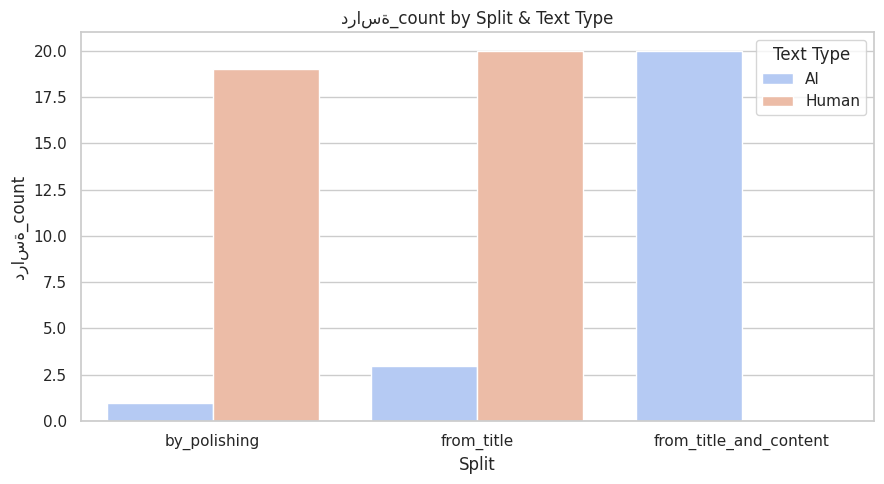 دراسة_count by Split & Text Type
Text Type
AI
Human
دراسة_count
20.0
17.5
15.0
12.5
10.0
7.5
5.0
2.5
0.0
by_polishing
from_title
from_title_and_content
Split